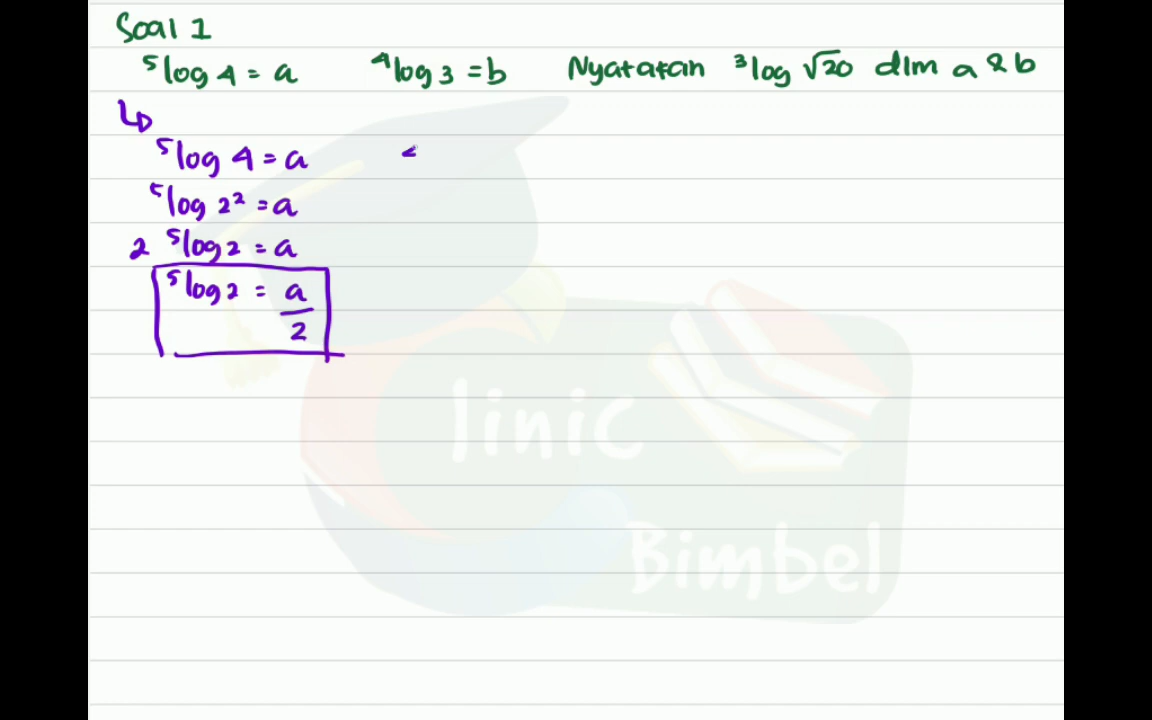 Soal 1
⁵log 4 = a ⁴log 3 = b Nyatakan ³log √20 dlm a & b
⁵log 4 = a
⁵log 2² = a
2 ⁵log 2 = a
⁵log 2 = a/2
linic
Bimbel